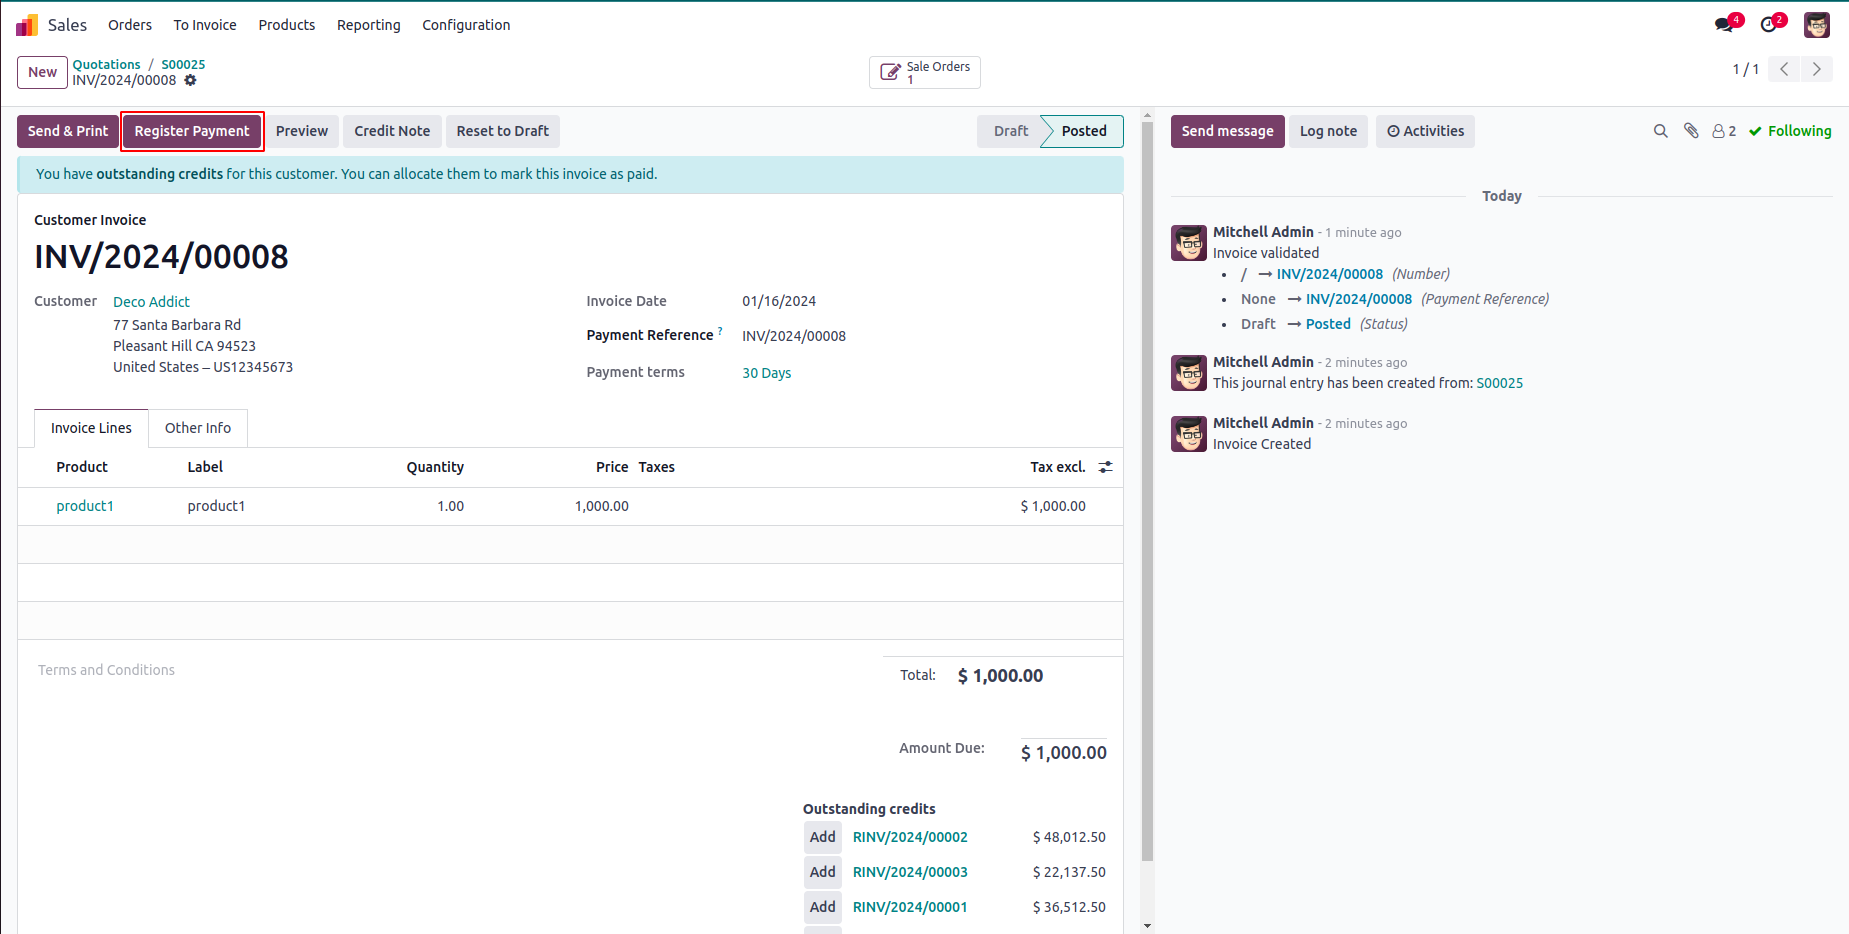 Sales Orders To Invoice Products Reporting Configuration 4 2
New Quotations / S00025
INV/2024/00008
Sale Orders
1
1 / 1
Send & Print Register Payment Preview Credit Note Reset to Draft Draft Posted
You have outstanding credits for this customer. You can allocate them to mark this invoice as paid.
Customer Invoice
INV/2024/00008
Customer Deco Addict
77 Santa Barbara Rd
Pleasant Hill CA 94523
United States – US12345673
Invoice Date 01/16/2024
Payment Reference ? INV/2024/00008
Payment terms 30 Days
Invoice Lines Other Info
Product Label Quantity Price Taxes Tax excl.
product1 product1 1.00 1,000.00 $ 1,000.00
Terms and Conditions
Total: $ 1,000.00
Amount Due: $ 1,000.00
Outstanding credits
Add RINV/2024/00002 $ 48,012.50
Add RINV/2024/00003 $ 22,137.50
Add RINV/2024/00001 $ 36,512.50
Send message Log note Activities 2 Following
Today
Mitchell Admin - 1 minute ago
Invoice validated
• / → INV/2024/00008 (Number)
• None → INV/2024/00008 (Payment Reference)
• Draft → Posted (Status)
Mitchell Admin - 2 minutes ago
This journal entry has been created from: S00025
Mitchell Admin - 2 minutes ago
Invoice Created